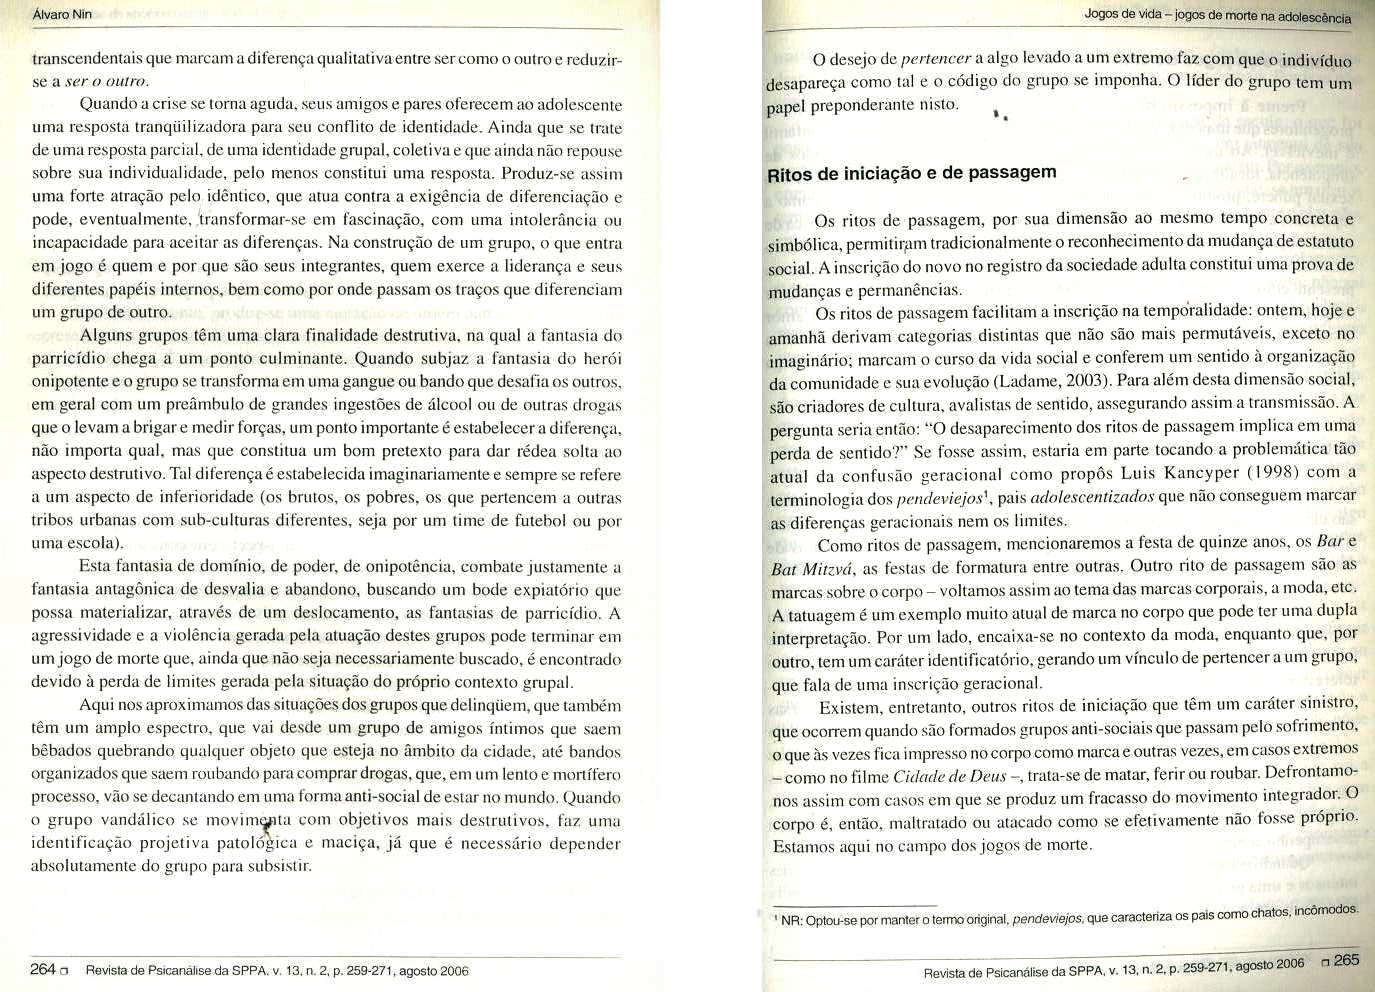 Álvaro Nin
transcendentais que marcam a diferença qualitativa entre ser como o outro e reduzir-
se a ser o outro.
Quando a crise se torna aguda, seus amigos e pares oferecem ao adolescente
uma resposta tranqüilizadora para seu conflito de identidade. Ainda que se trate
de uma resposta parcial, de uma identidade grupal, coletiva e que ainda não repouse
sobre sua individualidade, pelo menos constitui uma resposta. Produz-se assim
uma forte atração pelo idêntico, que atua contra a exigência de diferenciação e
pode, eventualmente, transformar-se em fascinação, com uma intolerância ou
incapacidade para aceitar as diferenças. Na construção de um grupo, o que entra
em jogo é quem e por que são seus integrantes, quem exerce a liderança e seus
diferentes papéis internos, bem como por onde passam os traços que diferenciam
um grupo de outro.
Alguns grupos têm uma clara finalidade destrutiva, na qual a fantasia do
parricídio chega a um ponto culminante. Quando subjaz a fantasia do herói
onipotente e o grupo se transforma em uma gangue ou bando que desafia os outros,
em geral com um preâmbulo de grandes ingestões de álcool ou de outras drogas
que o levam a brigar e medir forças, um ponto importante é estabelecer a diferença,
não importa qual, mas que constitua um bom pretexto para dar rédea solta ao
aspecto destrutivo. Tal diferença é estabelecida imaginariamente e sempre se refere
a um aspecto de inferioridade (os brutos, os pobres, os que pertencem a outras
tribos urbanas com sub-culturas diferentes, seja por um time de futebol ou por
uma escola).
Esta fantasia de domínio, de poder, de onipotência, combate justamente a
fantasia antagônica de desvalia e abandono, buscando um bode expiatório que
possa materializar, através de um deslocamento, as fantasias de parricídio. A
agressividade e a violência gerada pela atuação destes grupos pode terminar em
um jogo de morte que, ainda que não seja necessariamente buscado, é encontrado
devido à perda de limites gerada pela situação do próprio contexto grupal.
Aqui nos aproximamos das situações dos grupos que delinqüem, que também
têm um amplo espectro, que vai desde um grupo de amigos íntimos que saem
bêbados quebrando qualquer objeto que esteja no âmbito da cidade, até bandos
organizados que saem roubando para comprar drogas, que, em um lento e mortífero
processo, vão se decantando em uma forma anti-social de estar no mundo. Quando
o grupo vandálico se movimenta com objetivos mais destrutivos, faz uma
identificação projetiva patológica e maciça, já que é necessário depender
absolutamente do grupo para subsistir.
264 □ Revista de Psicanálise da SPPA, v. 13, n. 2, p. 259-271, agosto 2006
Jogos de vida – jogos de morte na adolescência
O desejo de pertencer a algo levado a um extremo faz com que o indivíduo
desapareça como tal e o código do grupo se imponha. O líder do grupo tem um
papel preponderante nisto.
Ritos de iniciação e de passagem
Os ritos de passagem, por sua dimensão ao mesmo tempo concreta e
simbólica, permitiram tradicionalmente o reconhecimento da mudança de estatuto
social. A inscrição do novo no registro da sociedade adulta constitui uma prova de
mudanças e permanências.
Os ritos de passagem facilitam a inscrição na temporalidade: ontem, hoje e
amanhã derivam categorias distintas que não são mais permutáveis, exceto no
imaginário; marcam o curso da vida social e conferem um sentido à organização
da comunidade e sua evolução (Ladame, 2003). Para além desta dimensão social,
são criadores de cultura, avalistas de sentido, assegurando assim a transmissão. A
pergunta seria então: “O desaparecimento dos ritos de passagem implica em uma
perda de sentido?” Se fosse assim, estaria em parte tocando a problemática tão
atual da confusão geracional como propôs Luis Kancyper (1998) com a
terminologia dos pendeviejos¹, pais adolescentizados que não conseguem marcar
as diferenças geracionais nem os limites.
Como ritos de passagem, mencionaremos a festa de quinze anos, os Bar e
Bat Mitzvá, as festas de formatura entre outras. Outro rito de passagem são as
marcas sobre o corpo – voltamos assim ao tema das marcas corporais, a moda, etc.
A tatuagem é um exemplo muito atual de marca no corpo que pode ter uma dupla
interpretação. Por um lado, encaixa-se no contexto da moda, enquanto que, por
outro, tem um caráter identificatório, gerando um vínculo de pertencer a um grupo,
que fala de uma inscrição geracional.
Existem, entretanto, outros ritos de iniciação que têm um caráter sinistro,
que ocorrem quando são formados grupos anti-sociais que passam pelo sofrimento,
o que às vezes fica impresso no corpo como marca e outras vezes, em casos extremos
– como no filme Cidade de Deus –, trata-se de matar, ferir ou roubar. Defrontamo-
nos assim com casos em que se produz um fracasso do movimento integrador. O
corpo é, então, maltratado ou atacado como se efetivamente não fosse próprio.
Estamos aqui no campo dos jogos de morte.
¹ NR: Optou-se por manter o termo original, pendeviejos, que caracteriza os pais como chatos, incômodos.
Revista de Psicanálise da SPPA, v. 13, n. 2, p. 259-271, agosto 2006 □ 265